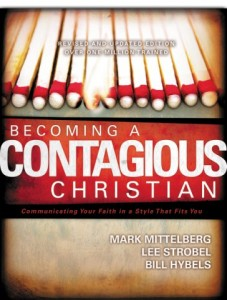 REVISED AND UPDATED EDITION
OVER ONE MILLION TRAINED
BECOMING A
CONTAGIOUS
CHRISTIAN
Communicating Your Faith in a Style That Fits You
MARK MITTELBERG
LEE STROBEL
BILL HYBELS